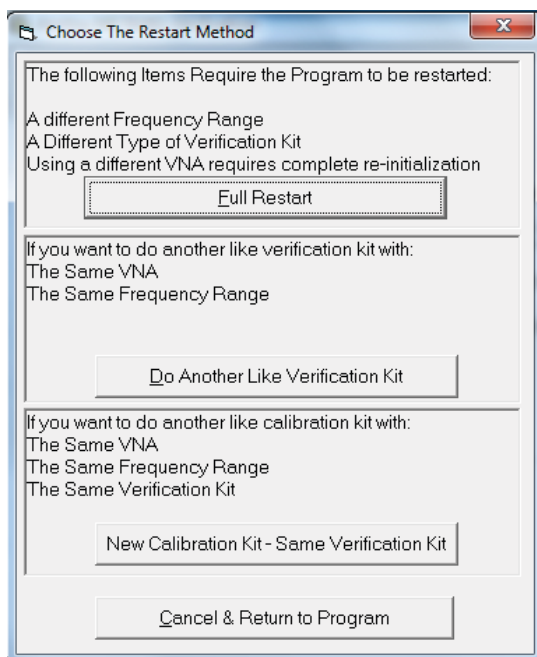 Choose The Restart Method
The following Items Require the Program to be restarted:
A different Frequency Range
A Different Type of Verification Kit
Using a different VNA requires complete re-initialization
Full Restart
If you want to do another like verification kit with:
The Same VNA
The Same Frequency Range
Do Another Like Verification Kit
If you want to do another like calibration kit with:
The Same VNA
The Same Frequency Range
The Same Verification Kit
New Calibration Kit - Same Verification Kit
Cancel & Return to Program